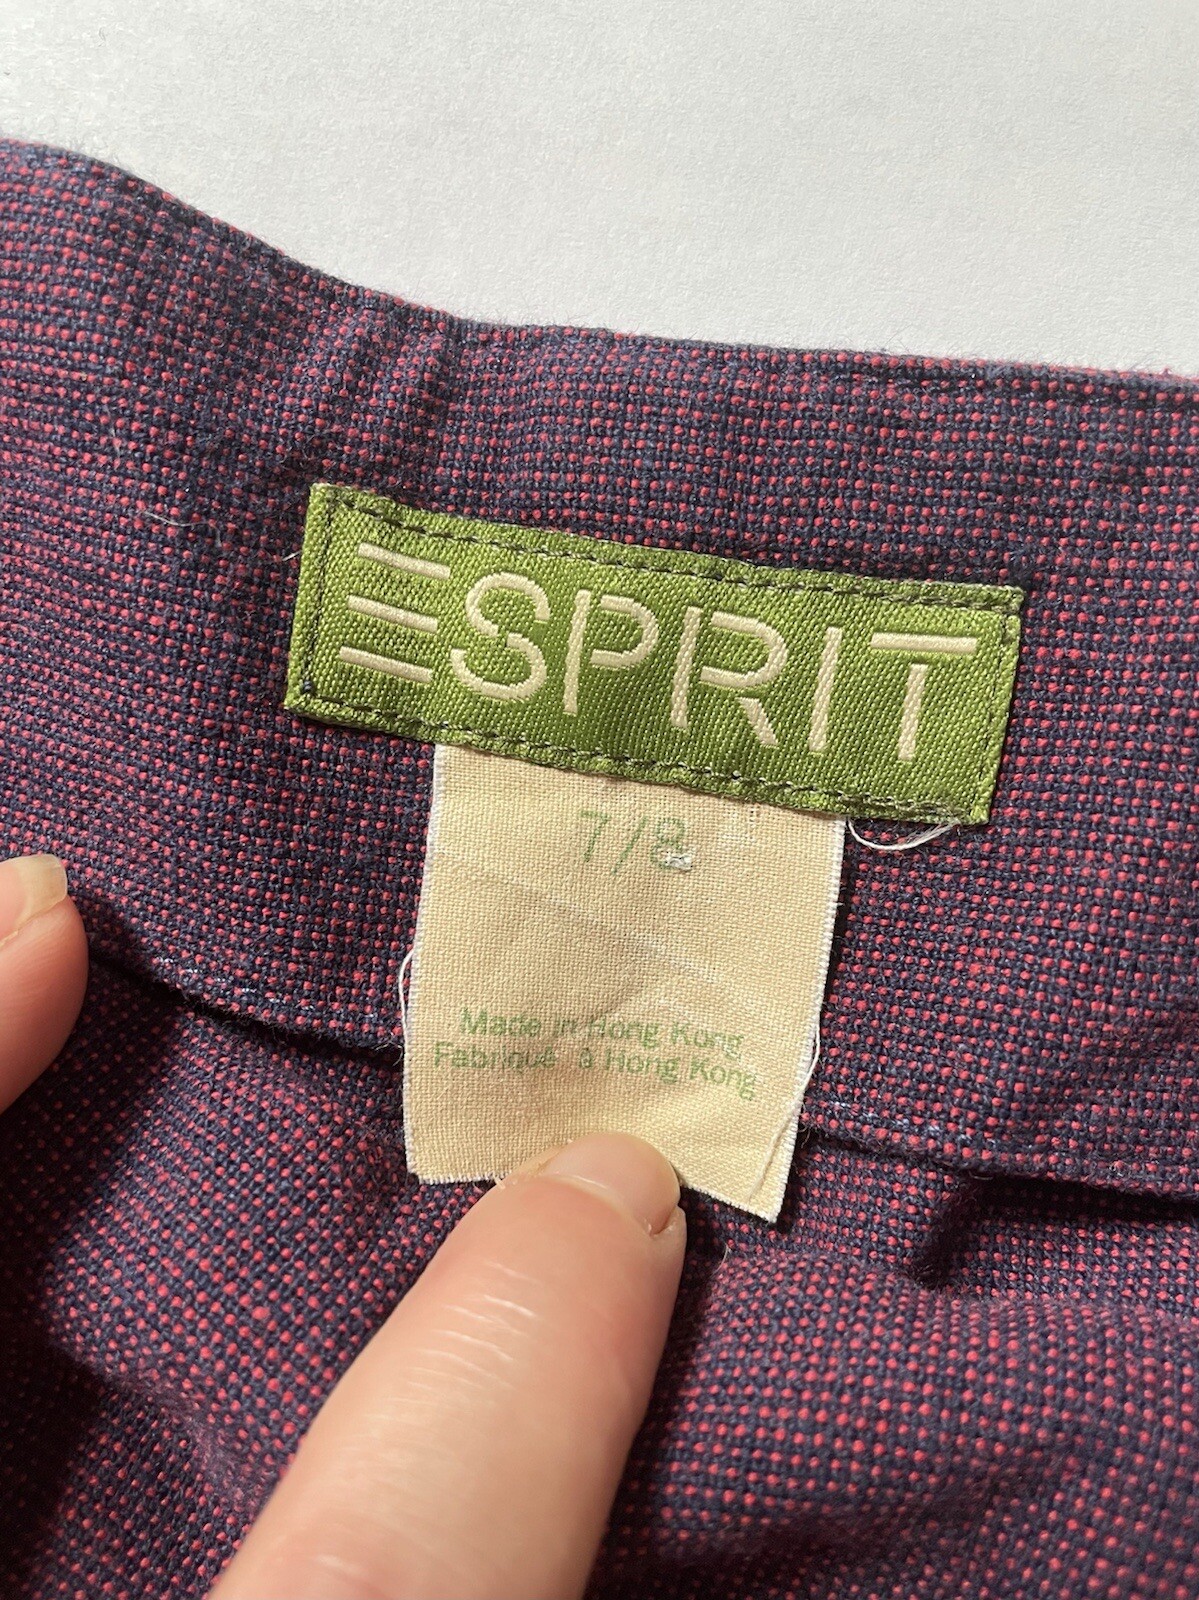 ESPRIT
7/8
Made in Hong Kong
Fabriqué à Hong Kong